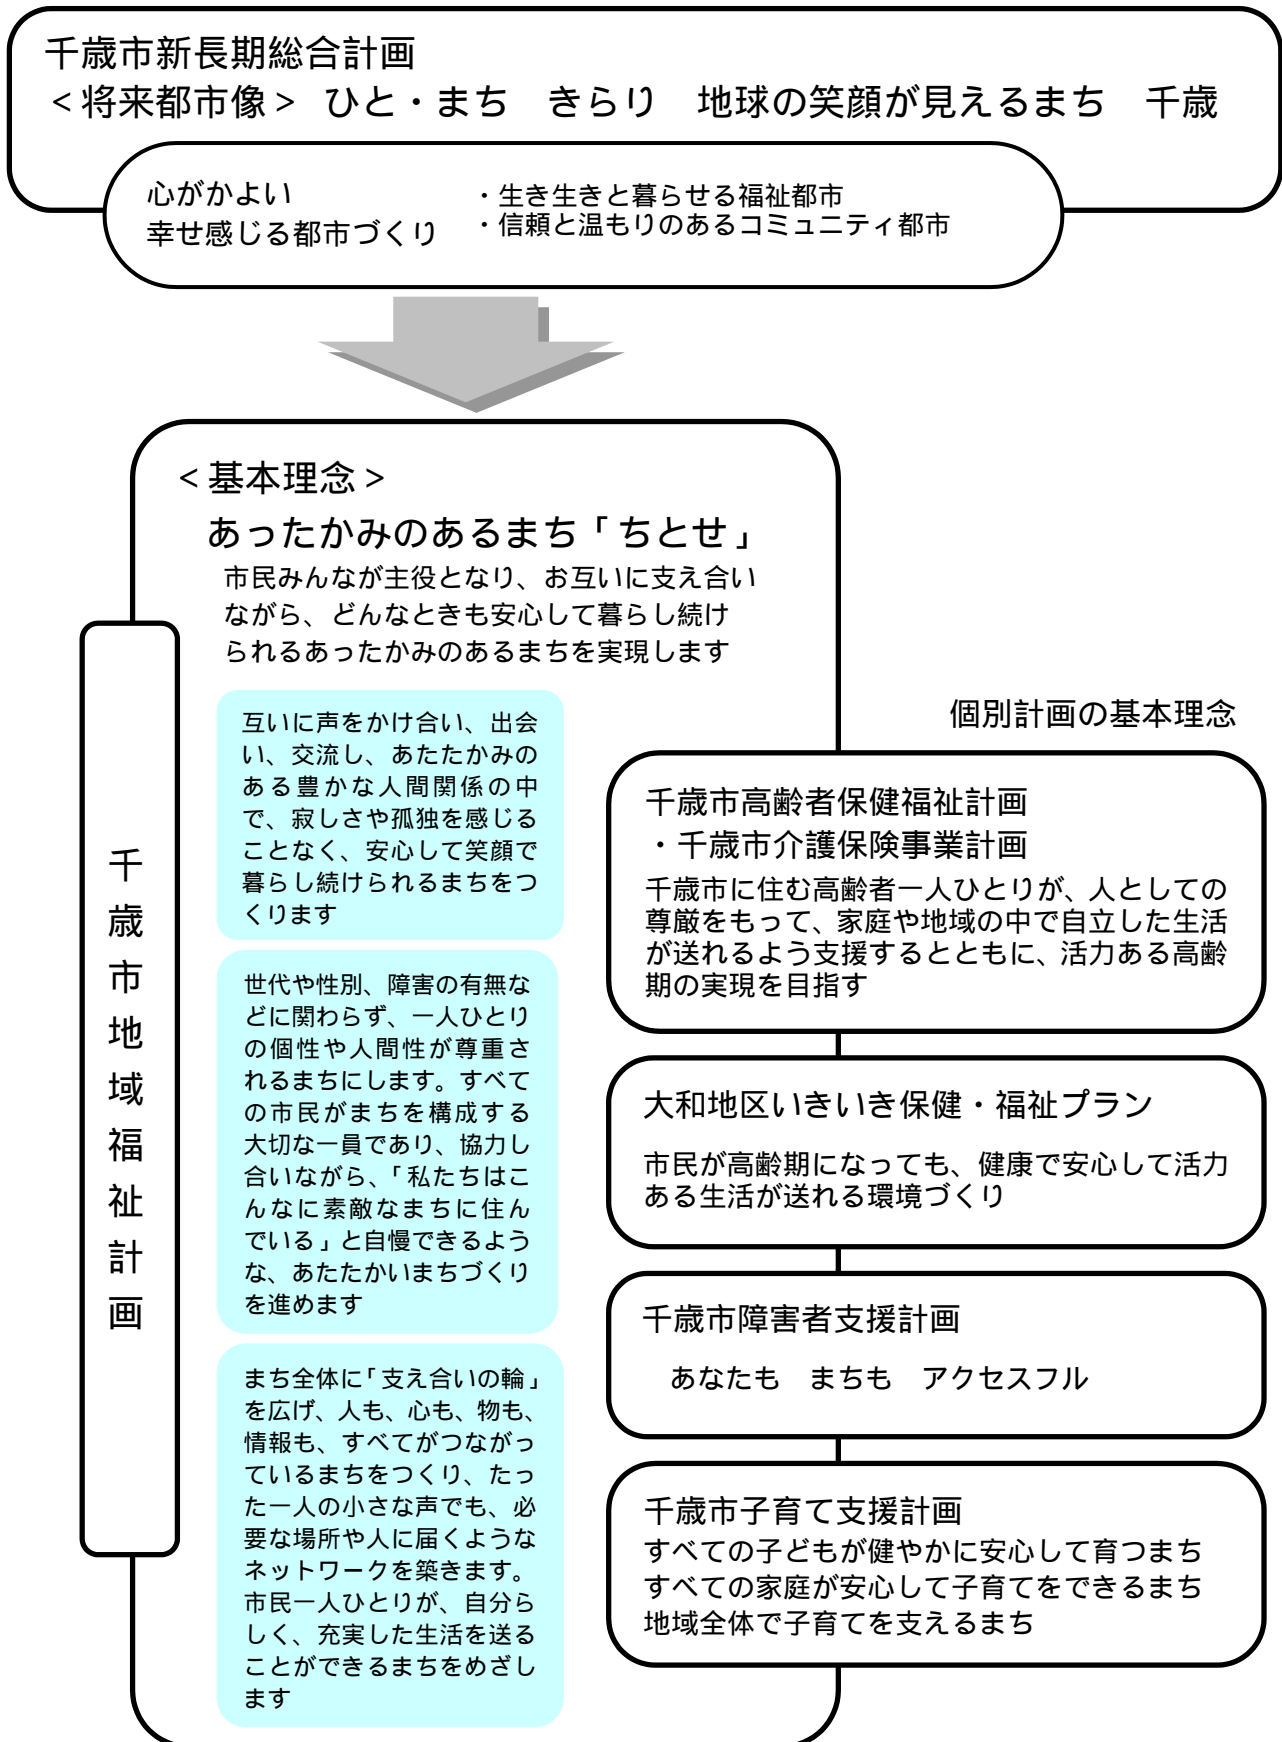 千歳市新長期総合計画
＜将来都市像＞　ひと・まち　きらり　地球の笑顔が見えるまち　千歳
心がかよい
幸せ感じる都市づくり
・生き生きと暮らせる福祉都市
・信頼と温もりのあるコミュニティ都市
＜基本理念＞
あったかみのあるまち「ちとせ」
市民みんなが主役となり、お互いに支え合い
ながら、どんなときも安心して暮らし続け
られるあったかみのあるまちを実現します
千歳市地域福祉計画
互いに声をかけ合い、出会
い、交流し、あたたかみの
ある豊かな人間関係の中
で、寂しさや孤独を感じる
ことなく、安心して笑顔で
暮らし続けられるまちをつ
くります
世代や性別、障害の有無な
どに関わらず、一人ひとり
の個性や人間性が尊重さ
れるまちにします。すべて
の市民がまちを構成する
大切な一員であり、協力し
合いながら、「私たちはこ
んなに素敵なまちに住ん
でいる」と自慢できるよう
な、あたたかいまちづくり
を進めます
まち全体に「支え合いの輪」
を広げ、人も、心も、物も、
情報も、すべてがつながっ
ているまちをつくり、たっ
た一人の小さな声でも、必
要な場所や人に届くような
ネットワークを築きます。
市民一人ひとりが、自分ら
しく、充実した生活を送る
ことができるまちをめざし
ます
個別計画の基本理念
千歳市高齢者保健福祉計画
・千歳市介護保険事業計画
千歳市に住む高齢者一人ひとりが、人としての
尊厳をもって、家庭や地域の中で自立した生活
が送れるよう支援するとともに、活力ある高齢
期の実現を目指す
大和地区いきいき保健・福祉プラン
市民が高齢期になっても、健康で安心して活力
ある生活が送れる環境づくり
千歳市障害者支援計画
あなたも　まちも　アクセスフル
千歳市子育て支援計画
すべての子どもが健やかに安心して育つまち
すべての家庭が安心して子育てをできるまち
地域全体で子育てを支えるまち